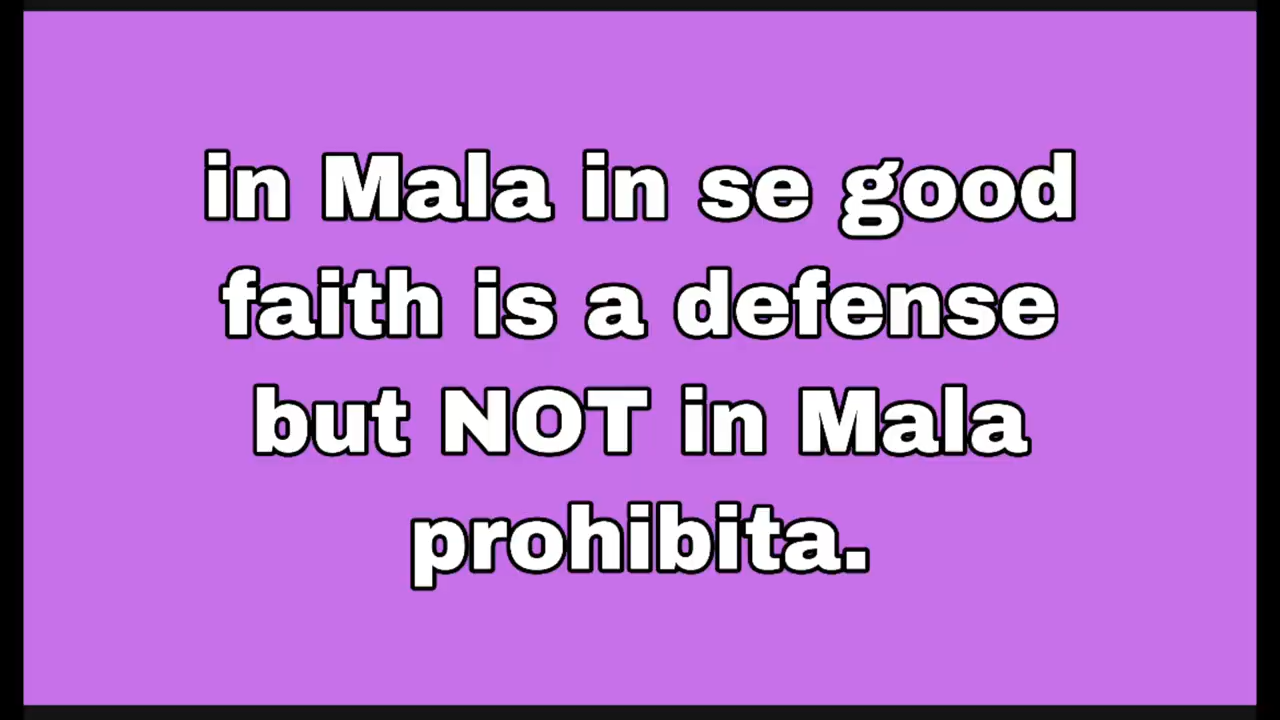 in Mala in se good
faith is a defense
but NOT in Mala
prohibita.